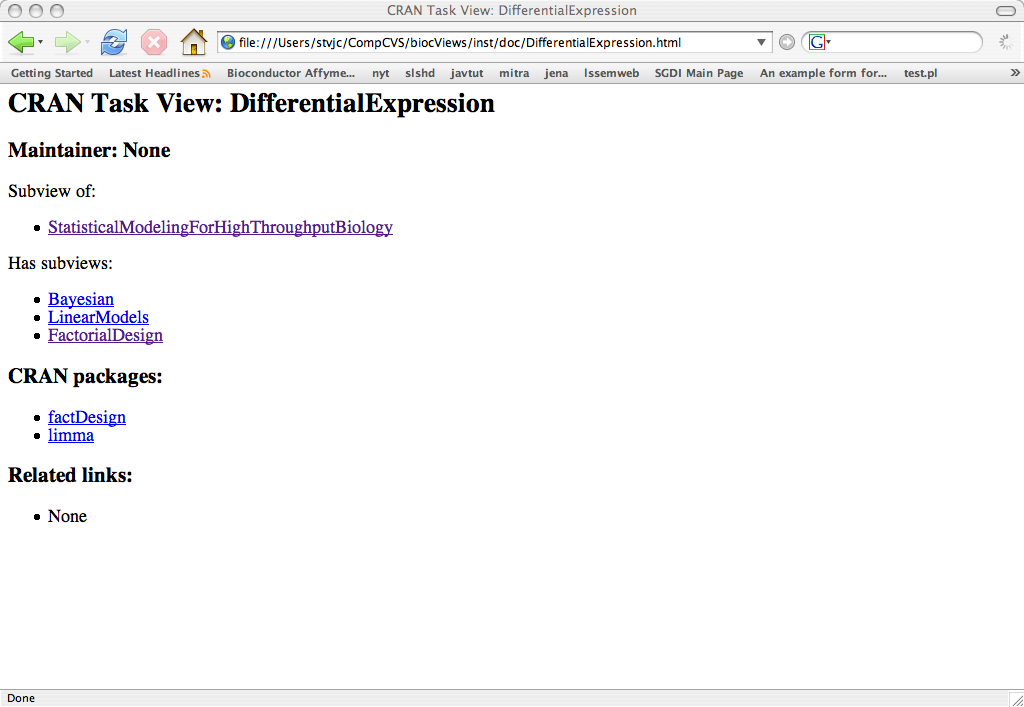 CRAN Task View: DifferentialExpression
file:///Users/stvjc/CompCVS/biocViews/inst/doc/DifferentialExpression.html
G
Getting Started Latest Headlines Bioconductor Affyme... nyt slshd javtut mitra jena lssemweb SGDI Main Page An example form for... test.pl »
CRAN Task View: DifferentialExpression
Maintainer: None
Subview of:
• StatisticalModelingForHighThroughputBiology
Has subviews:
• Bayesian
• LinearModels
• FactorialDesign
CRAN packages:
• factDesign
• limma
Related links:
• None
Done